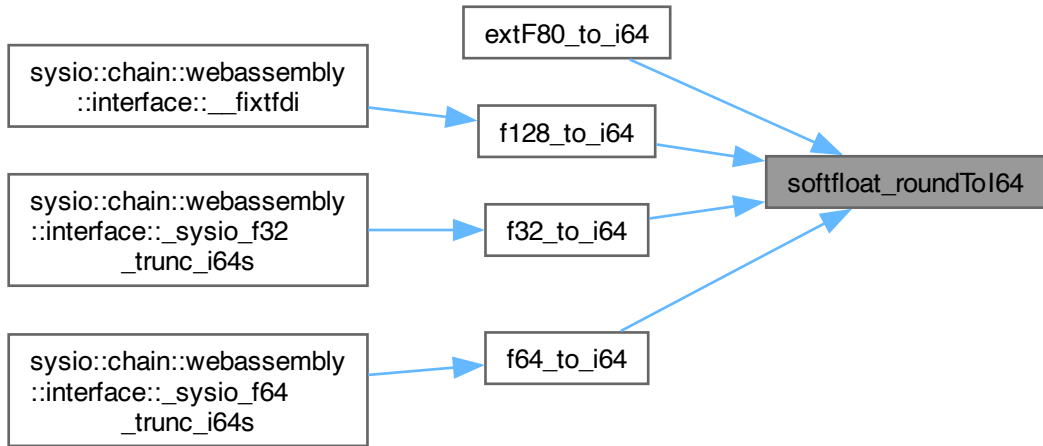 extF80_to_i64
sysio::chain::webassembly
::interface::__fixtfdi
f128_to_i64
softfloat_roundToI64
sysio::chain::webassembly
::interface::_sysio_f32
_trunc_i64s
f32_to_i64
sysio::chain::webassembly
::interface::_sysio_f64
_trunc_i64s
f64_to_i64